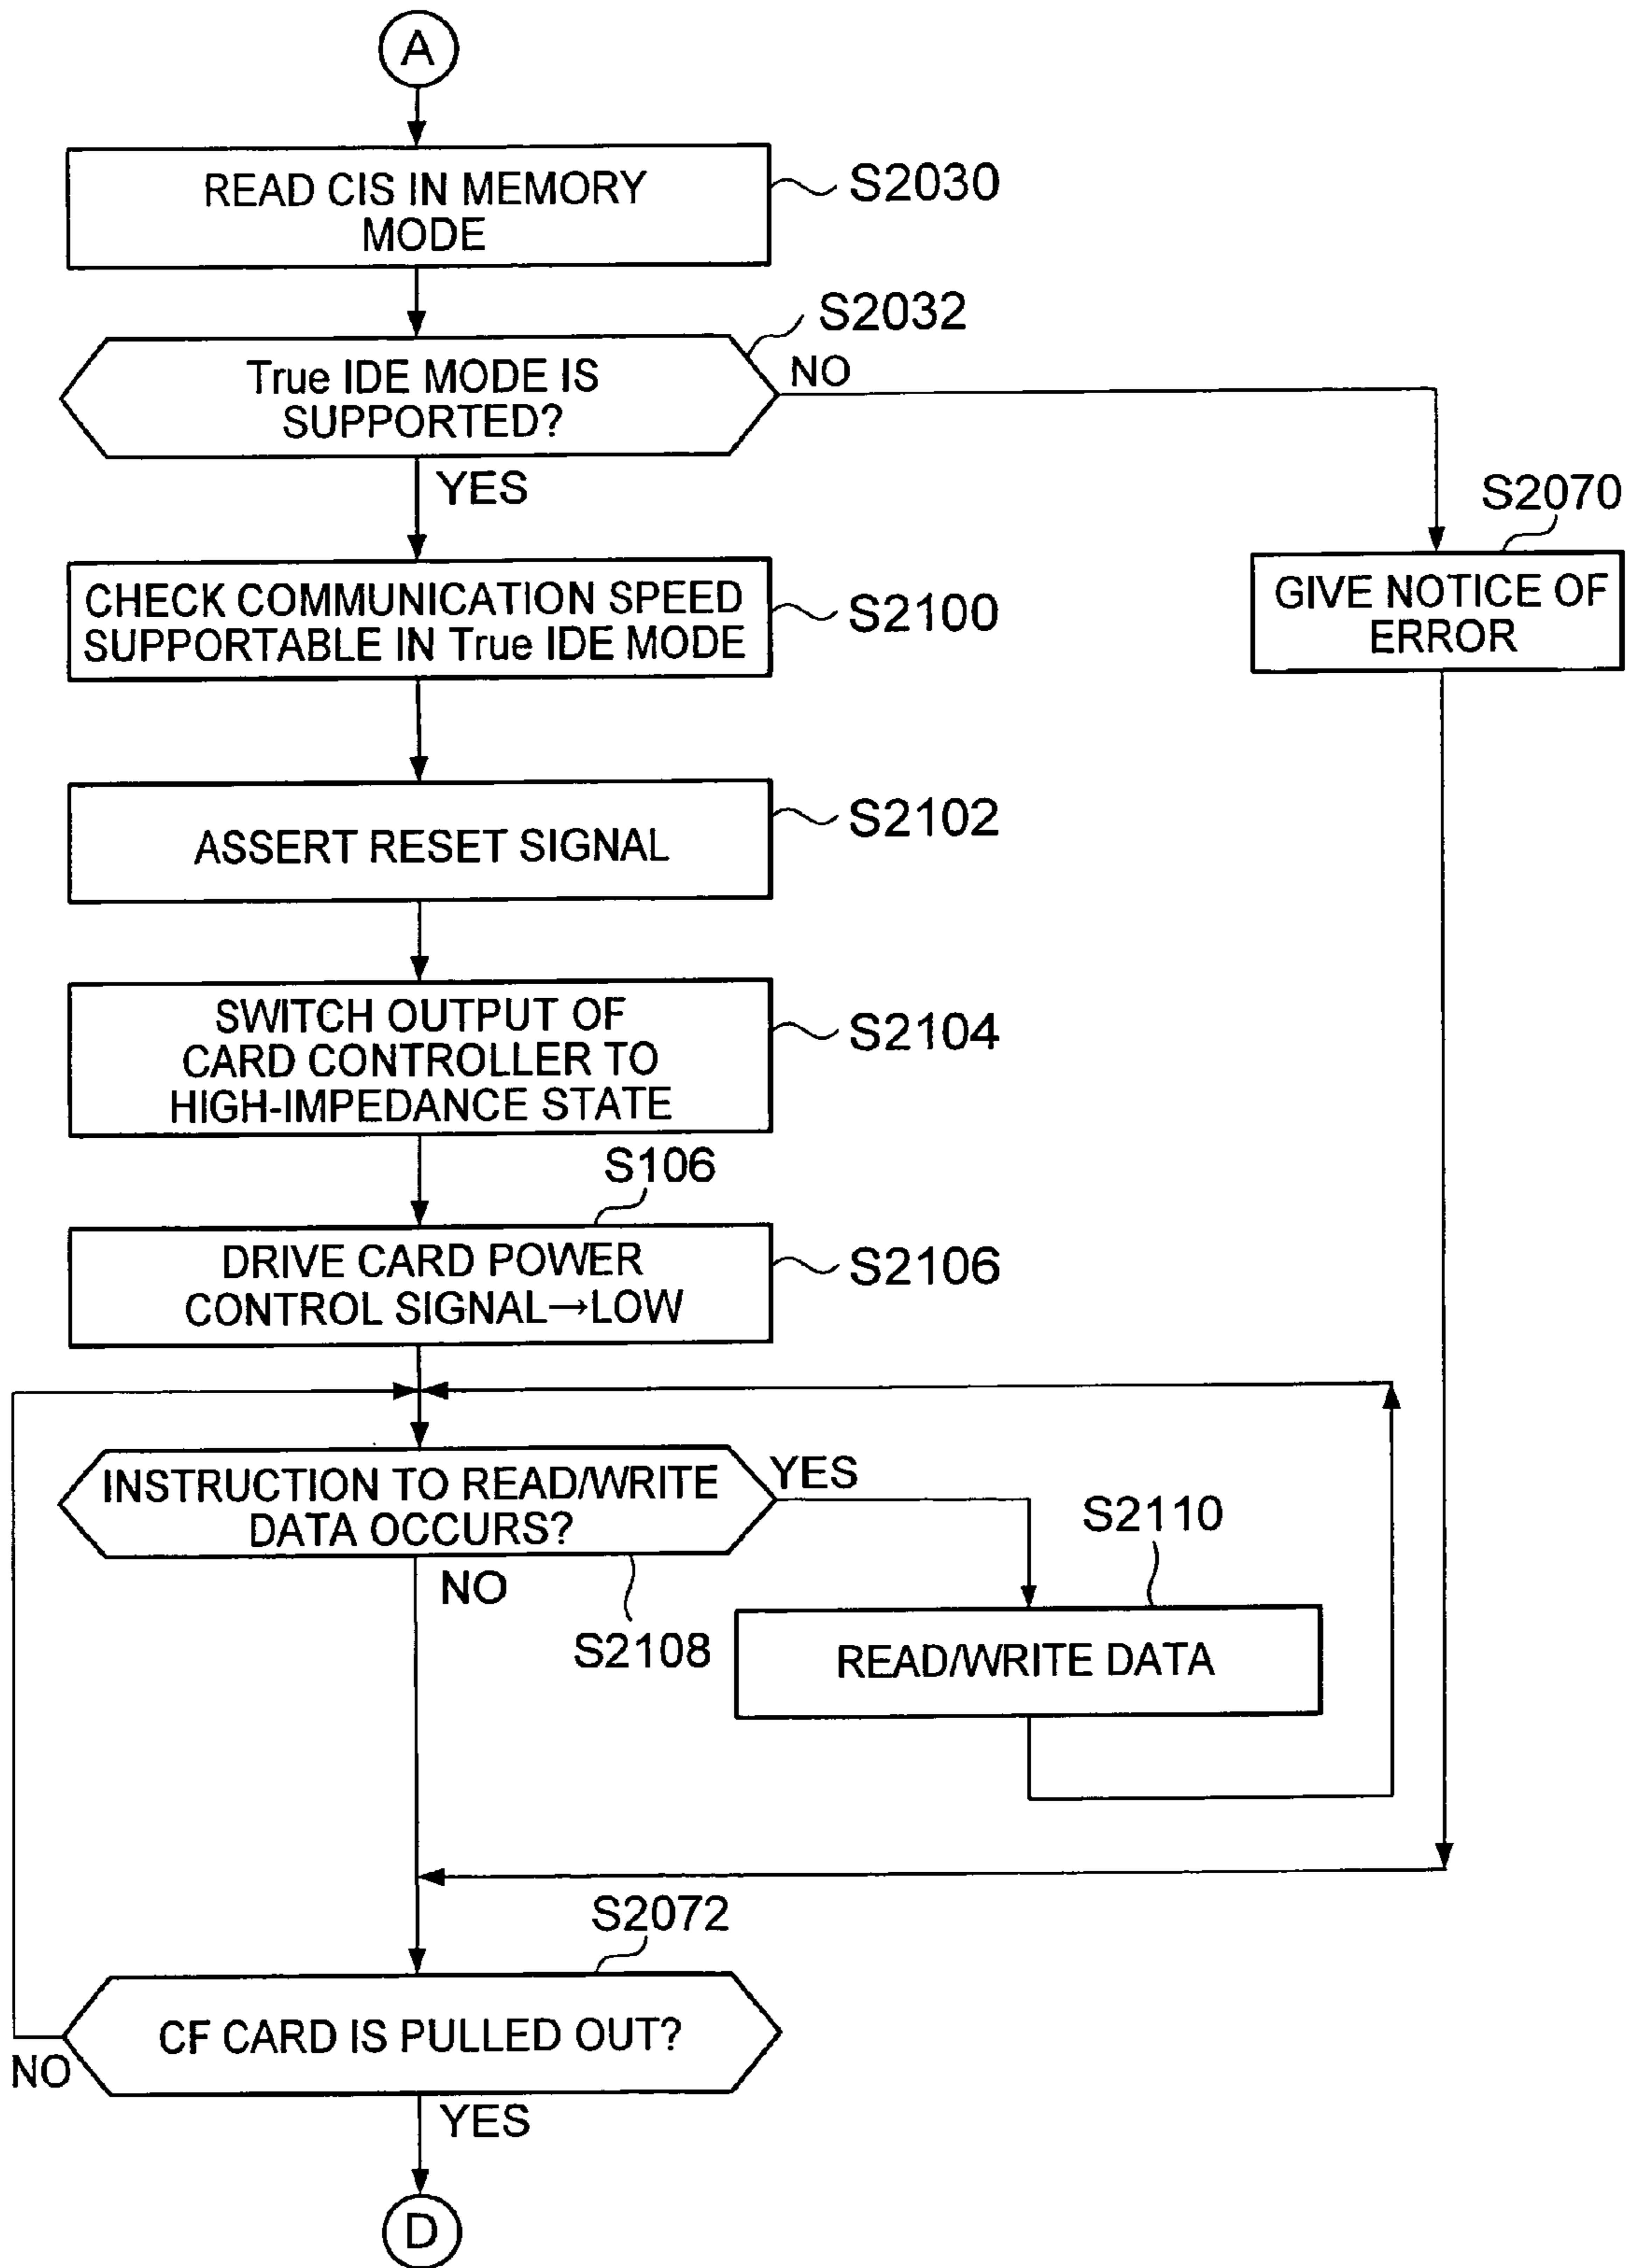 A
READ CIS IN MEMORY
MODE
S2030
S2032
True IDE MODE IS
SUPPORTED?
NO
YES
S2070
GIVE NOTICE OF
ERROR
CHECK COMMUNICATION SPEED
SUPPORTABLE IN True IDE MODE
S2100
ASSERT RESET SIGNAL
S2102
SWITCH OUTPUT OF
CARD CONTROLLER TO
HIGH-IMPEDANCE STATE
S2104
S106
DRIVE CARD POWER
CONTROL SIGNAL→LOW
S2106
INSTRUCTION TO READ/WRITE
DATA OCCURS?
YES
NO
S2108
S2110
READ/WRITE DATA
S2072
CF CARD IS PULLED OUT?
NO
YES
D